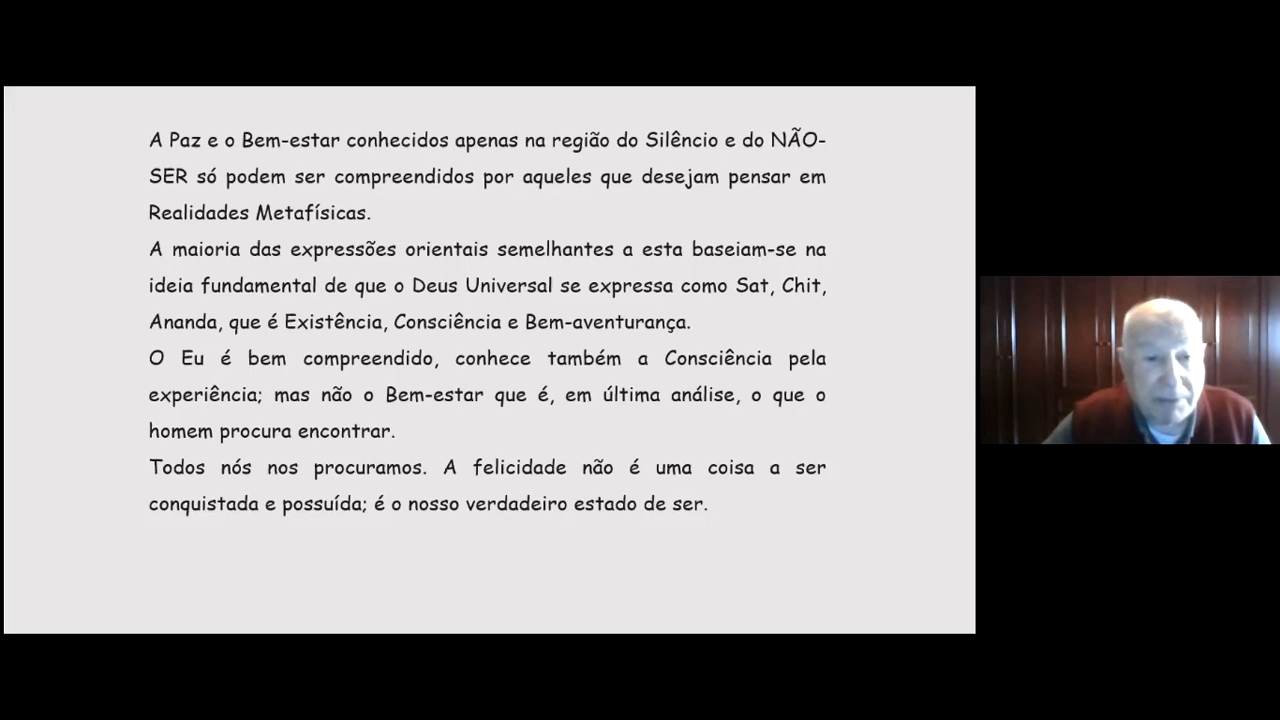 A Paz e o Bem-estar conhecidos apenas na região do Silêncio e do NÃO-
SER só podem ser compreendidos por aqueles que desejam pensar em
Realidades Metafísicas.
A maioria das expressões orientais semelhantes a esta baseiam-se na
ideia fundamental de que o Deus Universal se expressa como Sat, Chit,
Ananda, que é Existência, Consciência e Bem-aventurança.
O Eu é bem compreendido, conhece também a Consciência pela
experiência; mas não o Bem-estar que é, em última análise, o que o
homem procura encontrar.
Todos nós nos procuramos. A felicidade não é uma coisa a ser
conquistada e possuída; é o nosso verdadeiro estado de ser.